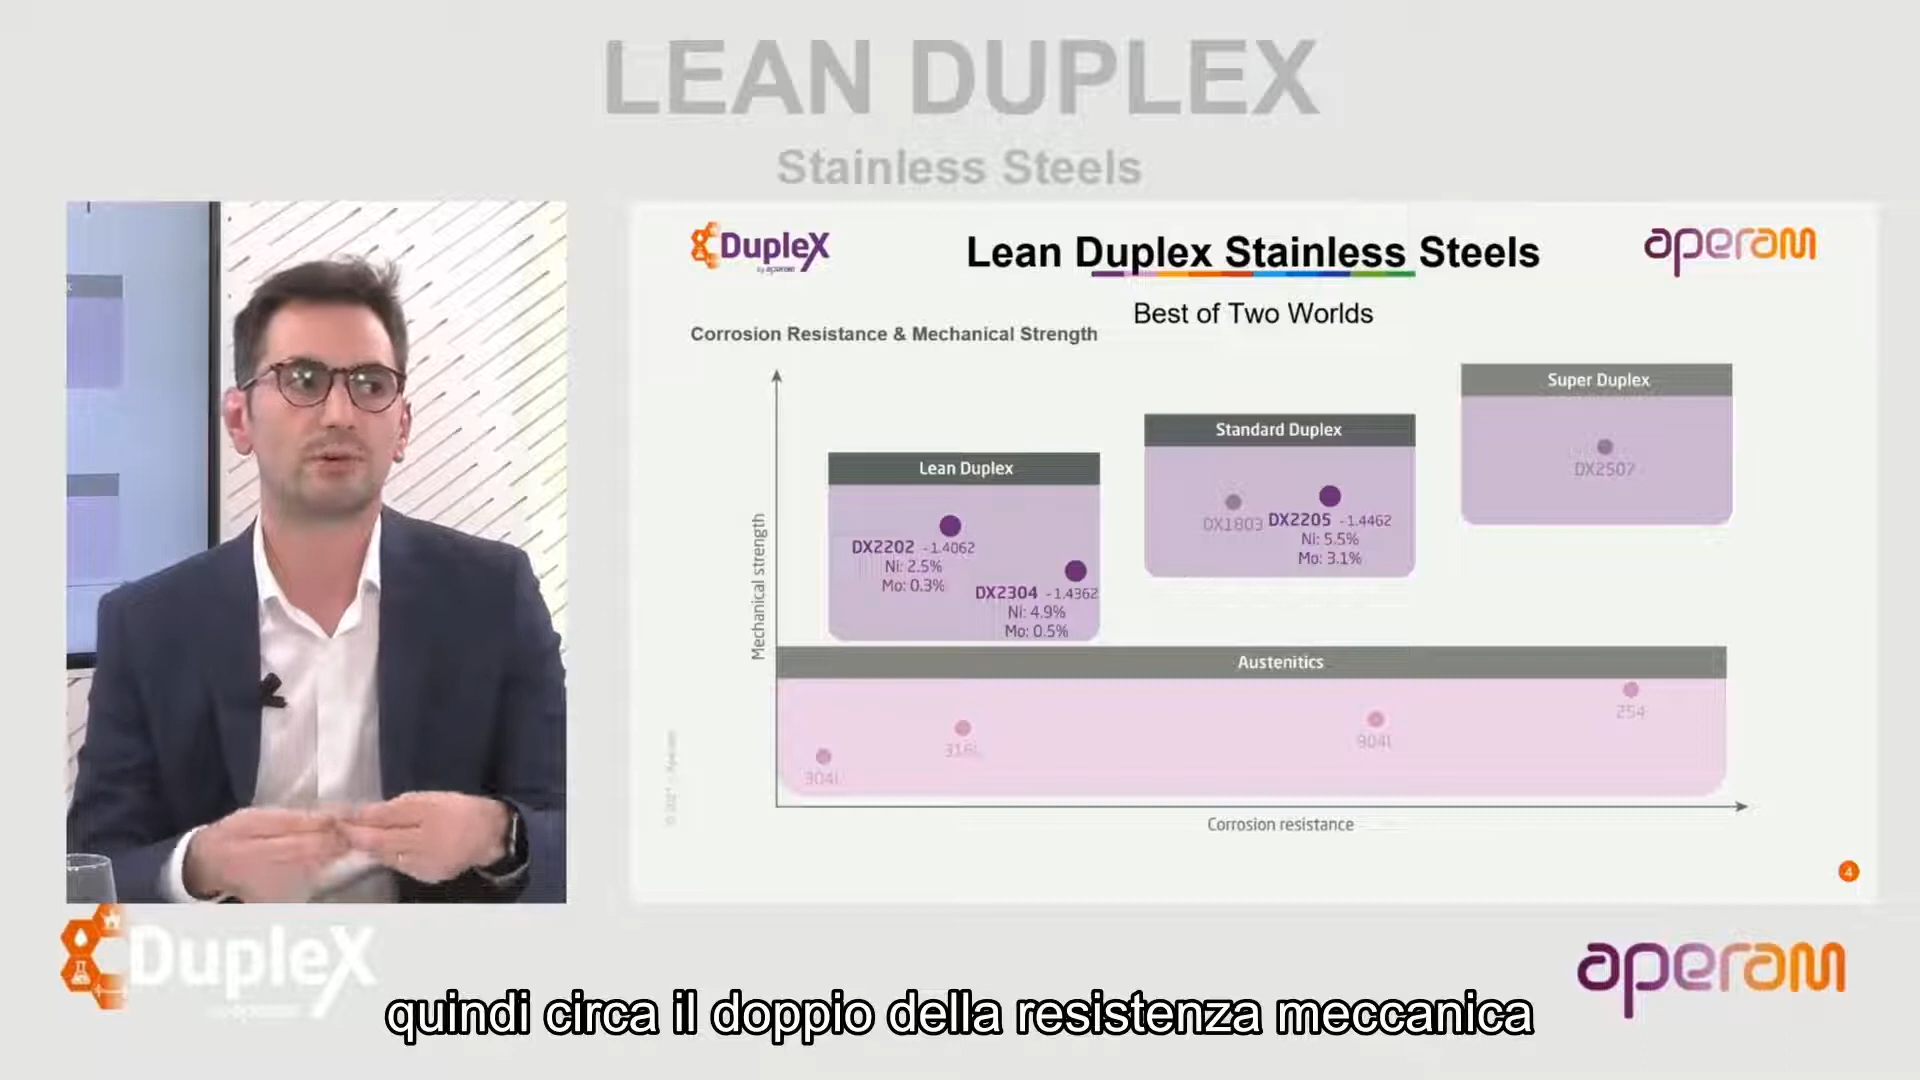 LEAN DUPLEX
Stainless Steels
DupleX
by aperam
Lean Duplex Stainless Steels
aperam
Best of Two Worlds
Corrosion Resistance & Mechanical Strength
Super Duplex
DX2507
Standard Duplex
DX1803
DX2205 - 1.4462
Ni: 5.5%
Mo: 3.1%
Lean Duplex
DX2202 - 1.4062
Ni: 2.5%
Mo: 0.3%
DX2304 - 1.4362
Ni: 4.9%
Mo: 0.5%
Mechanical strength
Austenitics
254
904L
316L
304L
Corrosion resistance
4
DupleX
aperam
quindi circa il doppio della resistenza meccanica